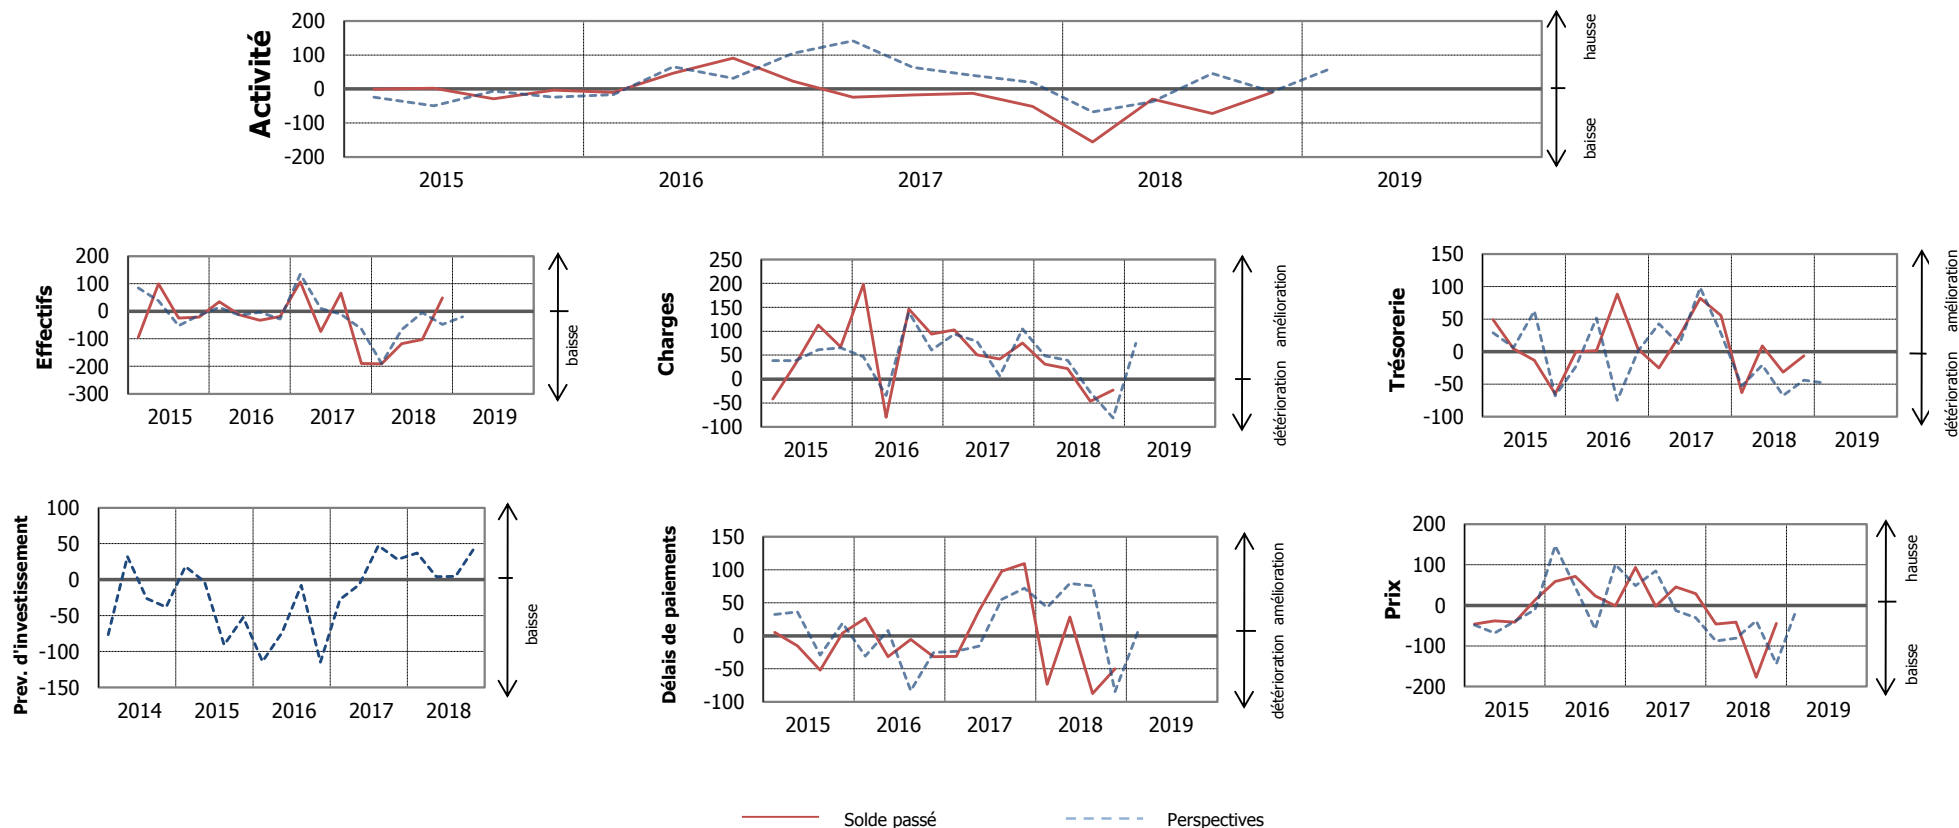 Activité
200
100
0
-100
-200
2015 2016 2017 2018 2019
hausse
baisse
Effectifs
200
100
0
-100
-200
-300
2015 2016 2017 2018 2019
baisse
Charges
250
200
150
100
50
0
-50
-100
2015 2016 2017 2018 2019
amélioration
détérioration
Trésorerie
150
100
50
0
-50
-100
2015 2016 2017 2018 2019
amélioration
détérioration
Prev. d'investissement
100
50
0
-50
-100
-150
2014 2015 2016 2017 2018
baisse
Délais de paiements
150
100
50
0
-50
-100
2015 2016 2017 2018 2019
amélioration
détérioration
Prix
200
100
0
-100
-200
2015 2016 2017 2018 2019
hausse
baisse
Solde passé Perspectives